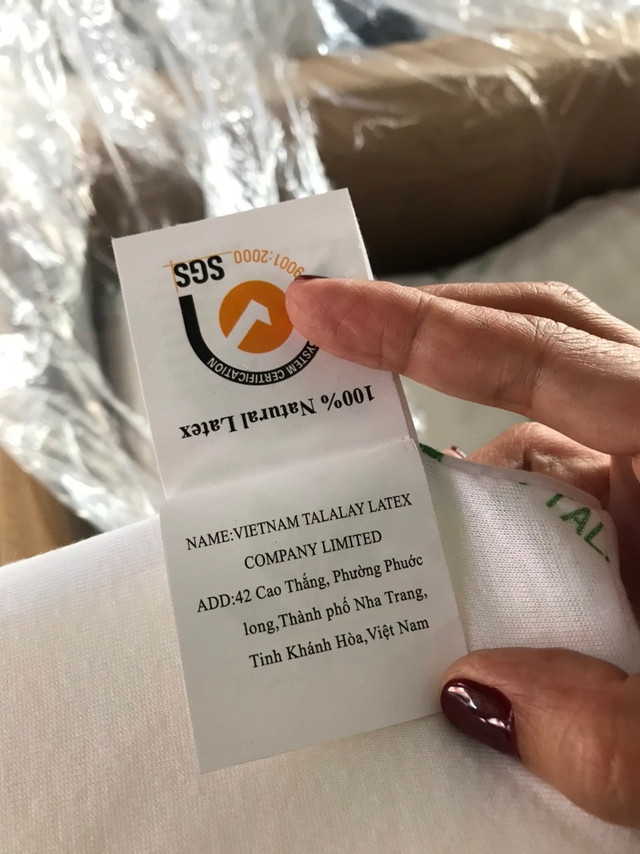 9001:2000
SGS
SYSTEM CERTIFICATION
100% Natural Latex
NAME:VIETNAM TALALAY LATEX
COMPANY LIMITED
ADD:42 Cao Thắng, Phường Phước
long,Thành phố Nha Trang,
Tỉnh Khánh Hòa,Việt Nam
TAL